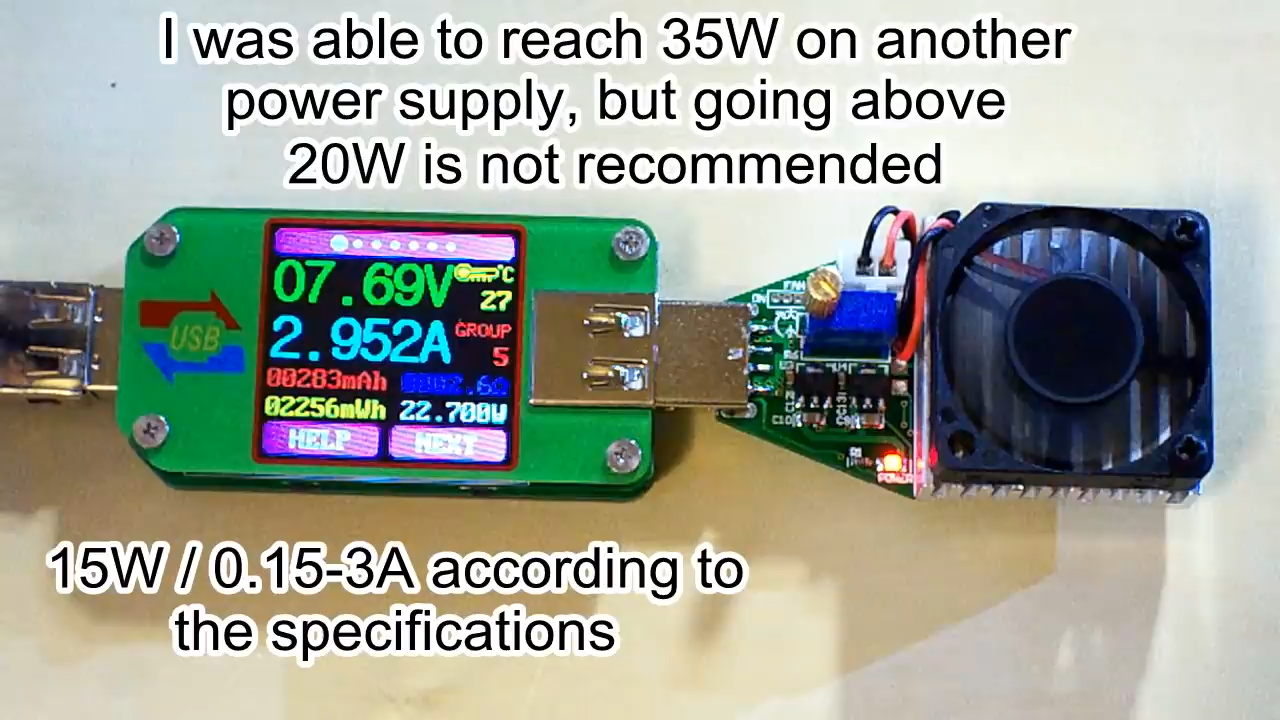 I was able to reach 35W on another
power supply, but going above
20W is not recommended
07.69V
°C
27
2.952A
GROUP
5
00283mAh
02256mWh
22.700W
HELP
NEXT
USB
FAN
POWER
15W / 0.15-3A according to
the specifications